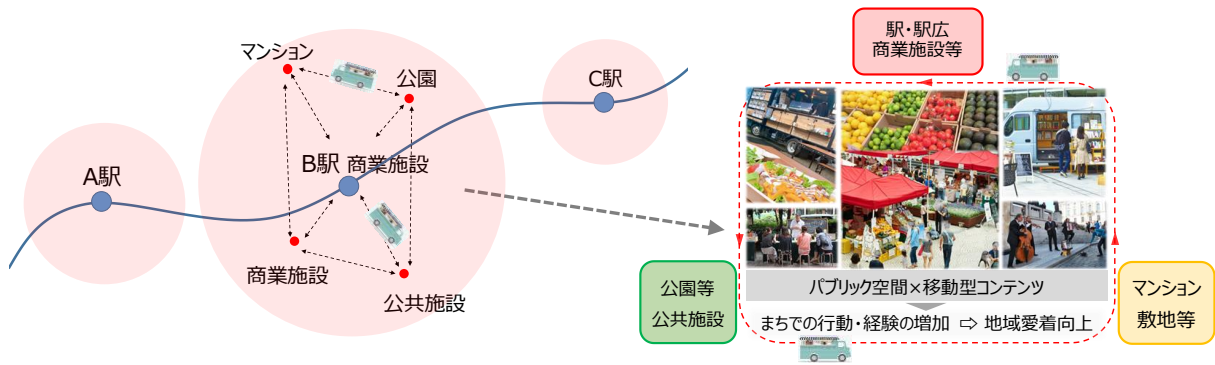 マンション
公園
C駅
B駅 商業施設
A駅
商業施設
公共施設
駅・駅広
商業施設等
公園等
公共施設
マンション
敷地等
パブリック空間×移動型コンテンツ
まちでの行動・経験の増加 ⇨ 地域愛着向上